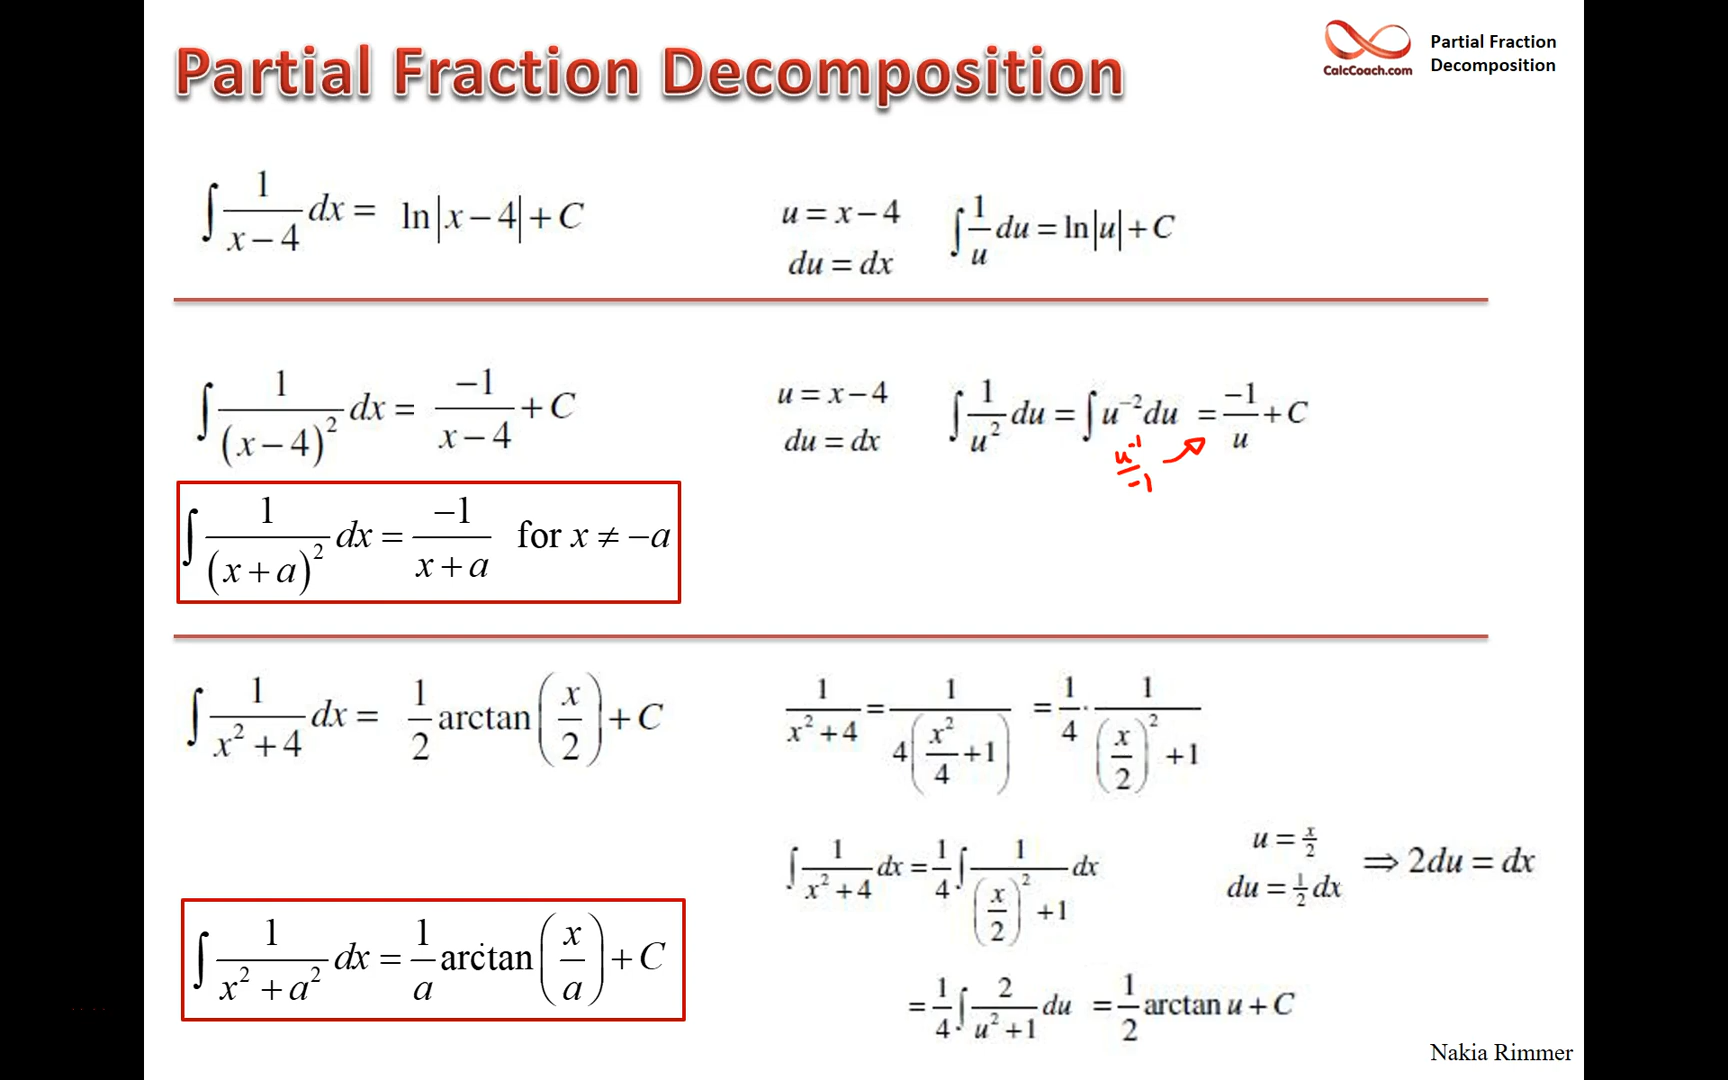 Partial Fraction Decomposition
CalcCoach.com
Partial Fraction
Decomposition
∫ 1/(x − 4) dx = ln|x − 4| + C
u = x − 4
du = dx
∫ 1/u du = ln|u| + C
∫ 1/(x − 4)² dx = −1/(x − 4) + C
u = x − 4
du = dx
∫ 1/u² du = ∫ u⁻² du = −1/u + C
u⁻¹/−1
∫ 1/(x + a)² dx = −1/(x + a) for x ≠ −a
∫ 1/(x² + 4) dx = 1/2 arctan(x/2) + C
1/(x² + 4) = 1/(4(x²/4 + 1)) = 1/4 · 1/((x/2)² + 1)
∫ 1/(x² + 4) dx = 1/4 ∫ 1/((x/2)² + 1) dx
u = x/2
du = 1/2 dx
⇒ 2du = dx
∫ 1/(x² + a²) dx = 1/a arctan(x/a) + C
= 1/4 ∫ 2/(u² + 1) du = 1/2 arctan u + C
Nakia Rimmer